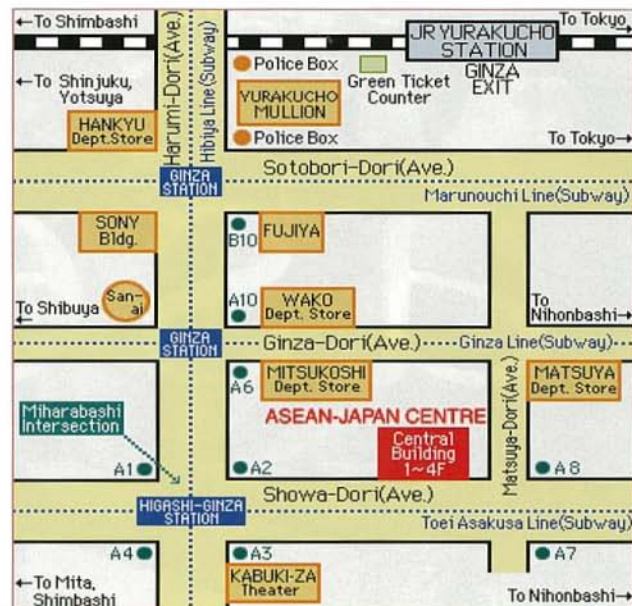 ←To Shimbashi
To Tokyo→
JR YURAKUCHO
STATION
GINZA
EXIT
Police Box
Green Ticket
Counter
←To Shinjuku,
Yotsuya
Harumi-Dori(Ave.)
Hibiya Line(Subway)
HANKYU
Dept.Store
YURAKUCHO
MULLION
Police Box
To Tokyo→
Sotobori-Dori(Ave.)
GINZA
STATION
Marunouchi Line(Subway)
SONY
Bldg.
B10
FUJIYA
San-
ai
A10
WAKO
Dept. Store
To Shibuya
←
To
Nihonbashi→
GINZA
STATION
Ginza-Dori(Ave.)
Ginza Line(Subway)
A6
MITSUKOSHI
Dept. Store
Matsuya-Dori(Ave.)
MATSUYA
Dept. Store
Miharabashi
Intersection
ASEAN-JAPAN CENTRE
Central
Building
1~4F
A1
A2
A8
Showa-Dori(Ave.)
HIGASHI-GINZA
STATION
Toei Asakusa Line(Subway)
A4
A3
A7
KABUKI-ZA
Theater
←To Mita,
Shimbashi
To Nihonbashi→